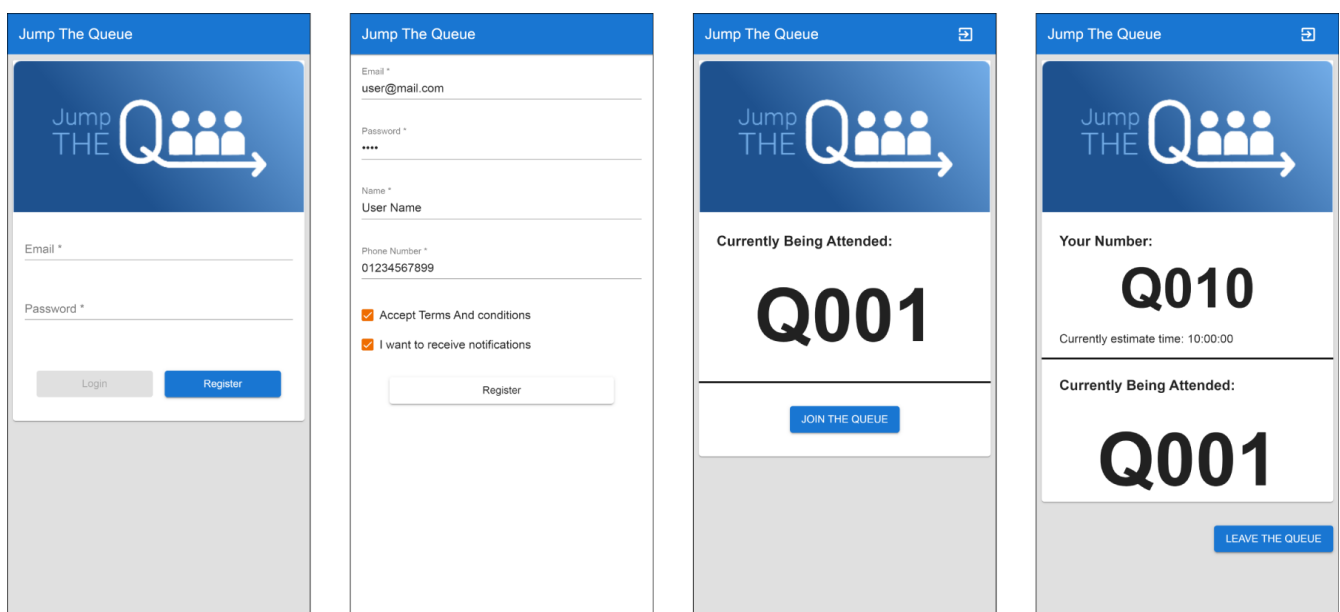 Jump The Queue
Jump
THE Q
Email *
Password *
Login
Register
Jump The Queue
Email *
user@mail.com
Password *
••••
Name *
User Name
Phone Number *
01234567899
Accept Terms And conditions
I want to receive notifications
Register
Jump The Queue
Jump
THE Q
Currently Being Attended:
Q001
JOIN THE QUEUE
Jump The Queue
Jump
THE Q
Your Number:
Q010
Currently estimate time: 10:00:00
Currently Being Attended:
Q001
LEAVE THE QUEUE